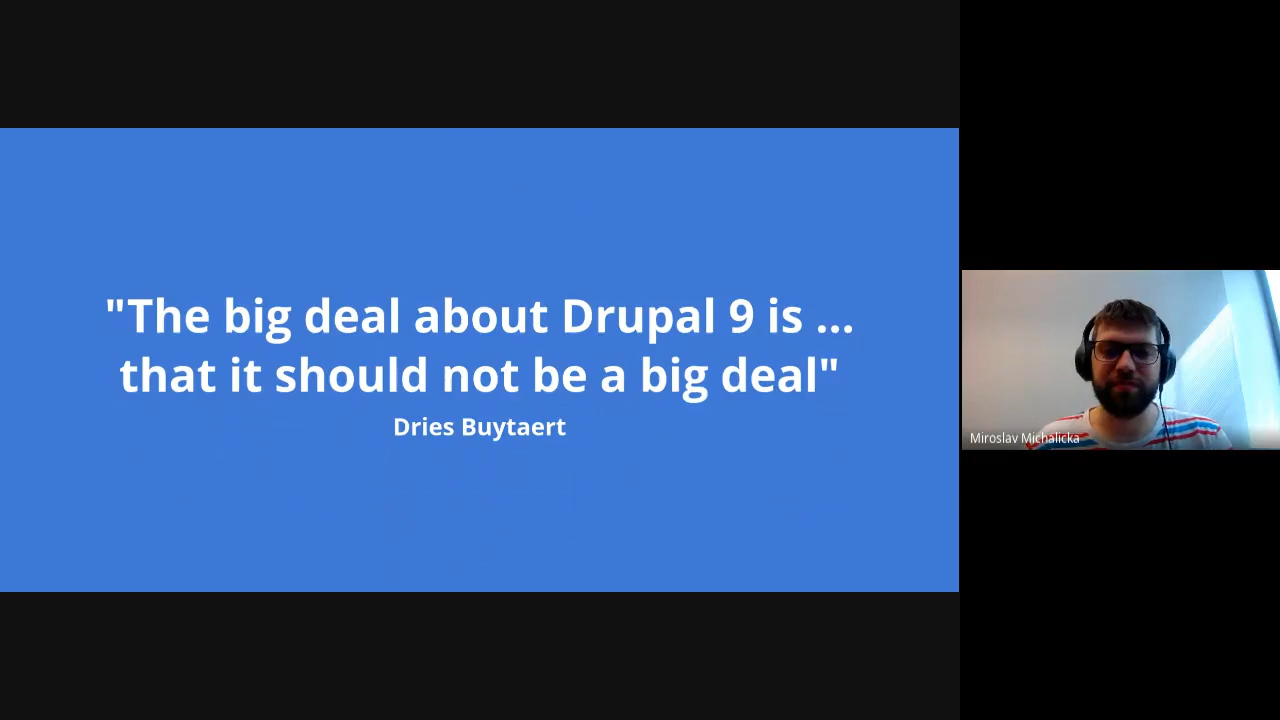 "The big deal about Drupal 9 is ...
that it should not be a big deal"
Dries Buytaert
Miroslav Michalicka